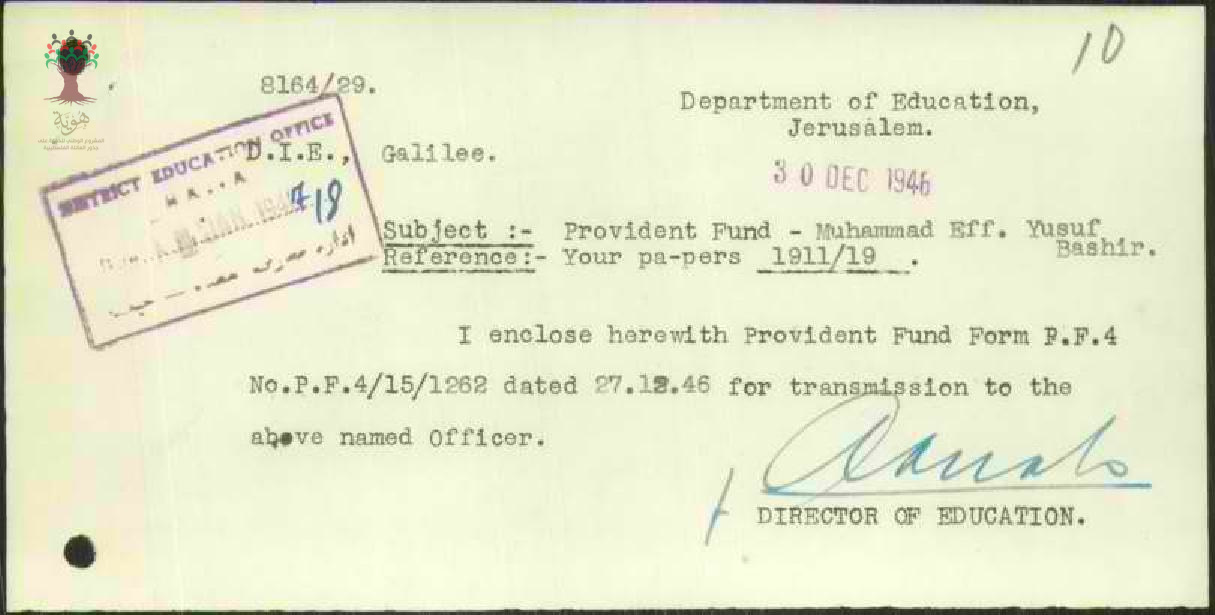 10
هوية
8164/29.
Department of Education,
Jerusalem.
30 DEC 1946
D.I.E., Galilee.
DISTRICT EDUCATION OFFICE
718
Subject :- Provident Fund - Muhammad Eff. Yusuf
Bashir.
Reference:- Your pa-pers 1911/19 .
I enclose herewith Provident Fund Form P.F.4
No.P.F.4/15/1262 dated 27.12.46 for transmission to the
above named Officer.
DIRECTOR OF EDUCATION.